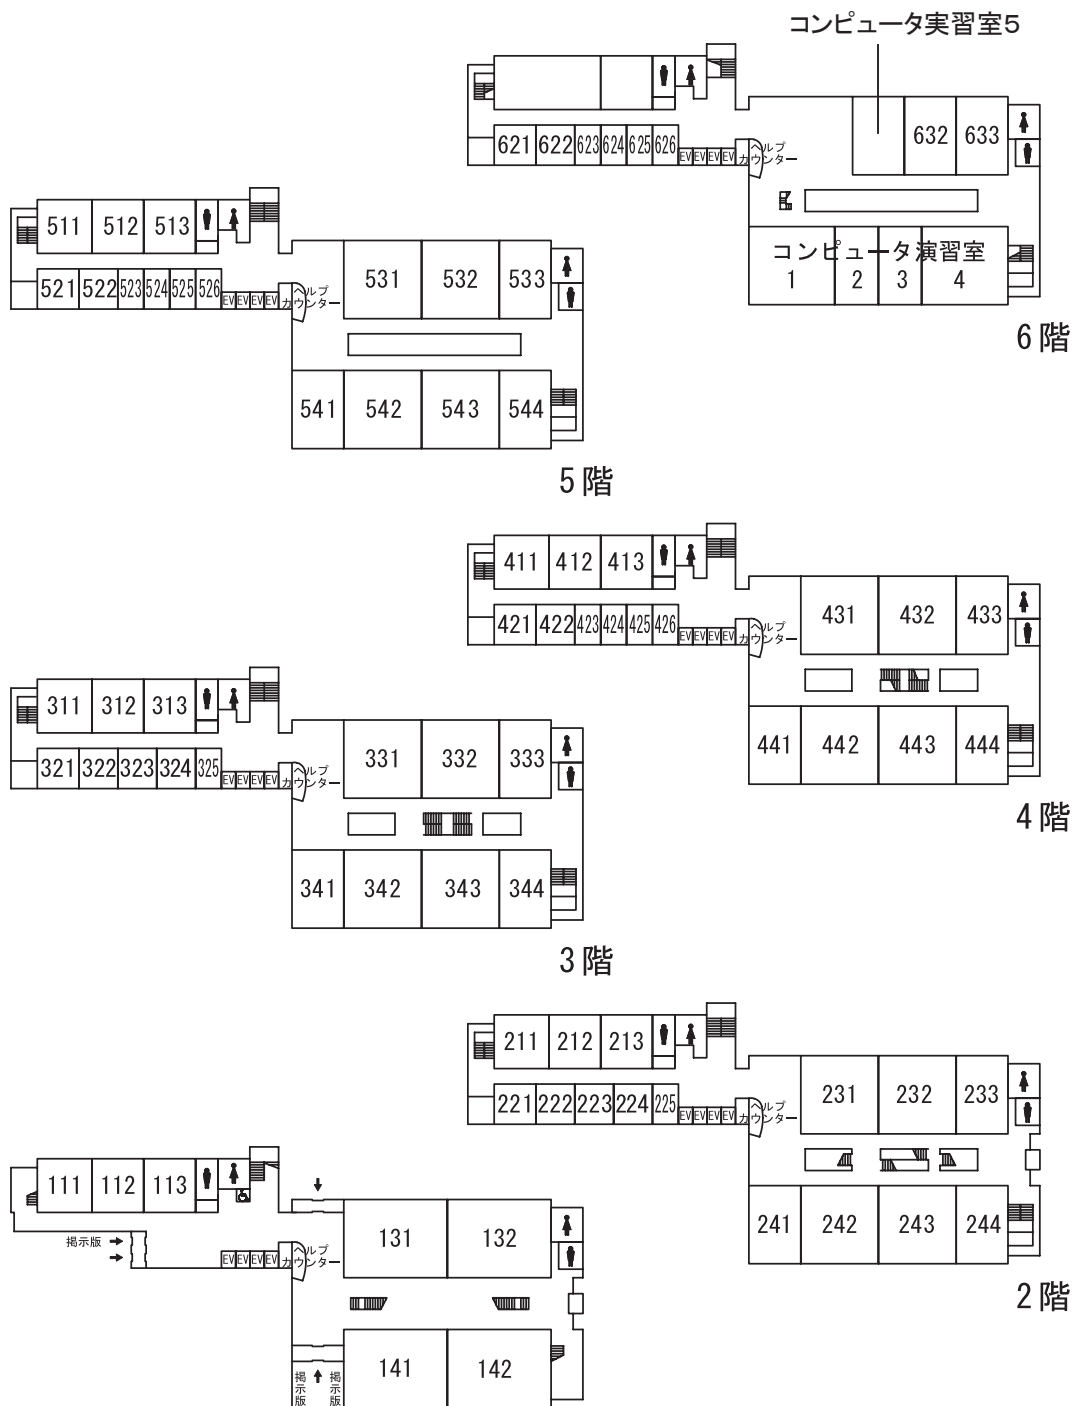 コンピュータ実習室5
632 633
621 622 623 624 625 626
EV EV EV EV
ヘルプ
カウンター
コンピュータ演習室
1 2 3 4
6階
511 512 513
521 522 523 524 525 526
EV EV EV EV
ヘルプ
カウンター
531 532 533
541 542 543 544
5階
411 412 413
421 422 423 424 425 426
EV EV EV EV
ヘルプ
カウンター
431 432 433
441 442 443 444
4階
311 312 313
321 322 323 324 325
EV EV EV EV
ヘルプ
カウンター
331 332 333
341 342 343 344
3階
211 212 213
221 222 223 224 225
EV EV EV EV
ヘルプ
カウンター
231 232 233
241 242 243 244
2階
111 112 113
掲示版
EV EV EV EV
ヘルプ
カウンター
131 132
141 142
掲示版
掲示版